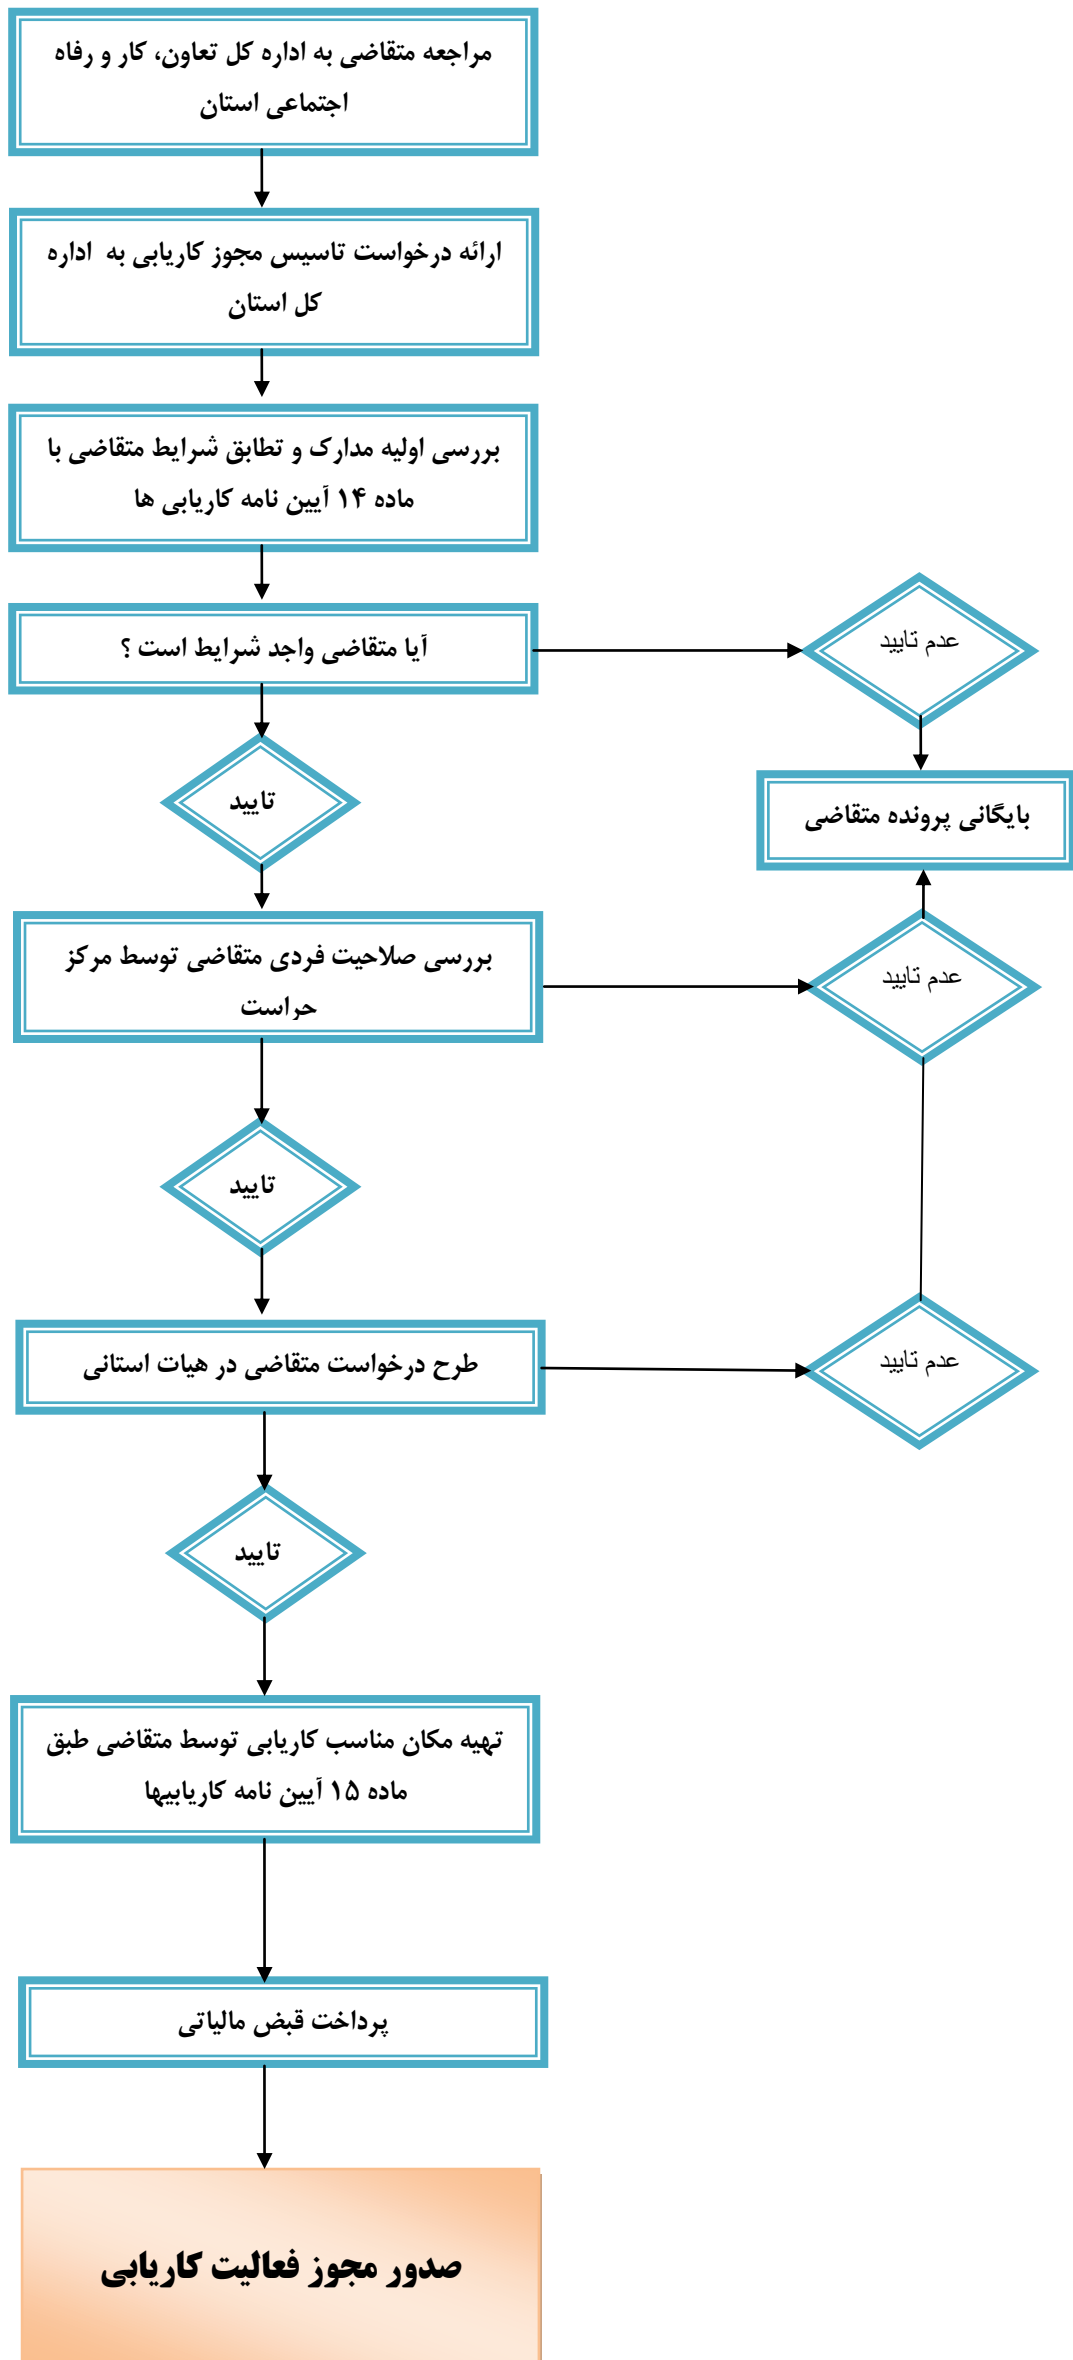 مراجعه متقاضی به اداره کل تعاون، کار و رفاه
اجتماعی استان
ارائه درخواست تاسیس مجوز کاریابی به اداره
کل استان
بررسی اولیه مدارک و تطابق شرایط متقاضی با
ماده ۱۴ آیین نامه کاریابی ها
آیا متقاضی واجد شرایط است ؟
عدم تایید
تایید
بایگانی پرونده متقاضی
بررسی صلاحیت فردی متقاضی توسط مرکز
حراست
عدم تایید
تایید
طرح درخواست متقاضی در هیات استانی
عدم تایید
تایید
تهیه مکان مناسب کاریابی توسط متقاضی طبق
ماده ۱۵ آیین نامه کاریابیها
پرداخت قبض مالیاتی
صدور مجوز فعالیت کاریابی